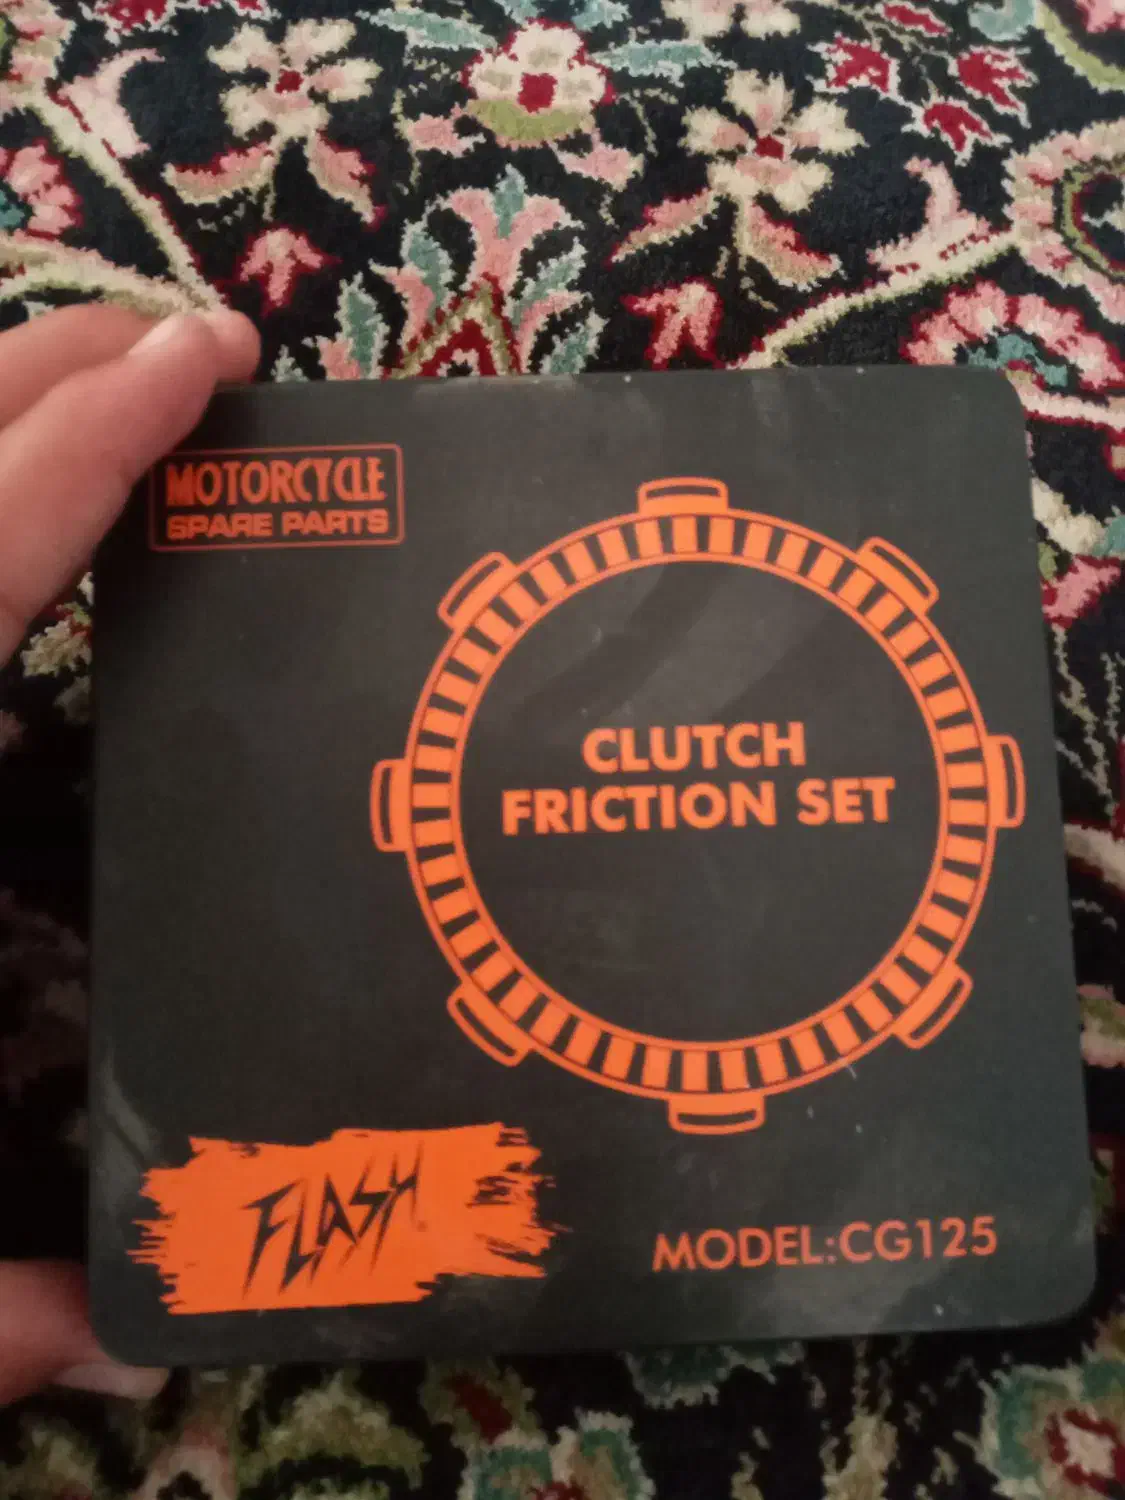 MOTORCYCLE
SPARE PARTS
CLUTCH
FRICTION SET
FLASH
MODEL:CG125